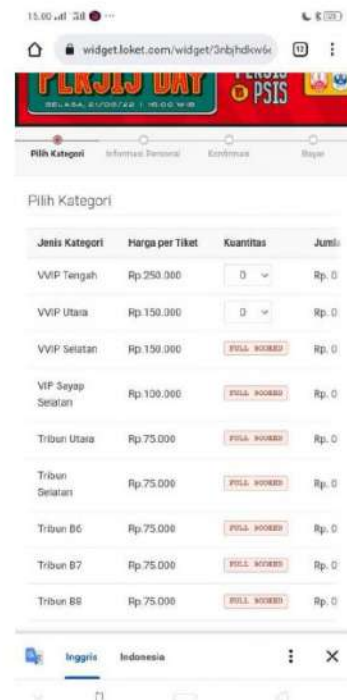 15.00
widget.loket.com/widget/3nbjhdkw6
12
PERSIS DAY
PERSIS
PSIS
SELASA,
16.00 WIB
Pilih Kategori
Informasi Personal
Konfirmasi
Bayar
Pilih Kategori
Jenis Kategori Harga per Tiket Kuantitas Jumla
VVIP Tengah Rp.250.000 0 Rp. 0
VVIP Utara Rp.150.000 0 Rp. 0
VVIP Selatan Rp.150.000 FULL BOOKED Rp. 0
VIP Sayap Rp.100.000 FULL BOOKED Rp. 0
Selatan
Tribun Utara Rp.75.000 FULL BOOKED Rp. 0
Tribun Rp.75.000 FULL BOOKED Rp. 0
Selatan
Tribun B6 Rp.75.000 FULL BOOKED Rp. 0
Tribun B7 Rp.75.000 FULL BOOKED Rp. 0
Tribun B8 Rp.75.000 FULL BOOKED Rp. 0
Inggris Indonesia